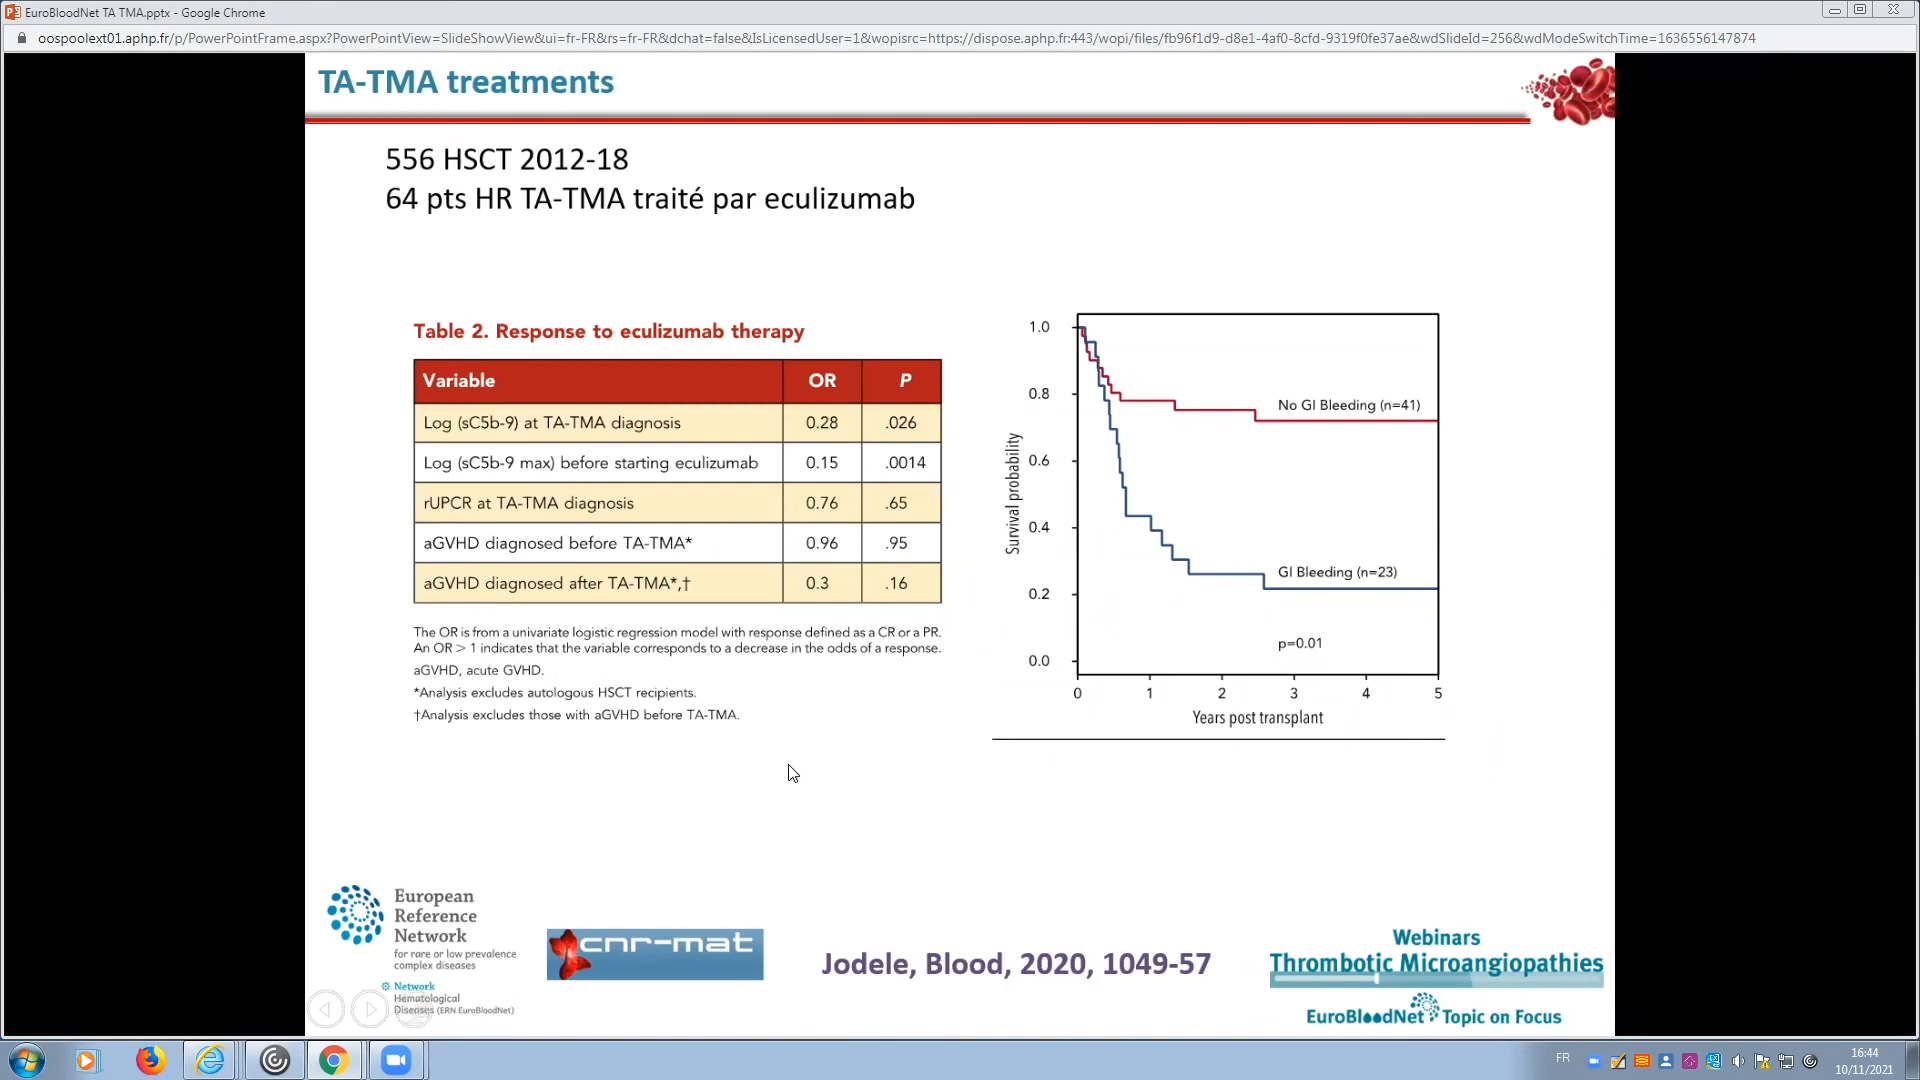 EuroBloodNet TA TMA.pptx - Google Chrome
oospoolext01.aphp.fr/p/PowerPointFrame.aspx?PowerPointView=SlideShowView&ui=fr-FR&rs=fr-FR&dchat=false&IsLicensedUser=1&wopisrc=https://dispose.aphp.fr:443/wopi/files/fb96f1d9-d8e1-4af0-8cfd-9319f0fe37ae&wdSlideId=256&wdModeSwitchTime=1636556147874
TA-TMA treatments
556 HSCT 2012-18
64 pts HR TA-TMA traité par eculizumab
Table 2. Response to eculizumab therapy
Variable OR P
Log (sC5b-9) at TA-TMA diagnosis 0.28 .026
Log (sC5b-9 max) before starting eculizumab 0.15 .0014
rUPCR at TA-TMA diagnosis 0.76 .65
aGVHD diagnosed before TA-TMA* 0.96 .95
aGVHD diagnosed after TA-TMA*,† 0.3 .16
The OR is from a univariate logistic regression model with response defined as a CR or a PR.
An OR > 1 indicates that the variable corresponds to a decrease in the odds of a response.
aGVHD, acute GVHD.
*Analysis excludes autologous HSCT recipients.
†Analysis excludes those with aGVHD before TA-TMA.
Survival probability
1.0
0.8
0.6
0.4
0.2
0.0
No GI Bleeding (n=41)
GI Bleeding (n=23)
p=0.01
0 1 2 3 4 5
Years post transplant
European
Reference
Network
for rare or low prevalence
complex diseases
Network
Hematological
Diseases (ERN EuroBloodNet)
cnr-mat
Jodele, Blood, 2020, 1049-57
Webinars
Thrombotic Microangiopathies
EuroBloodNet Topic on Focus
FR
16:44
10/11/2021